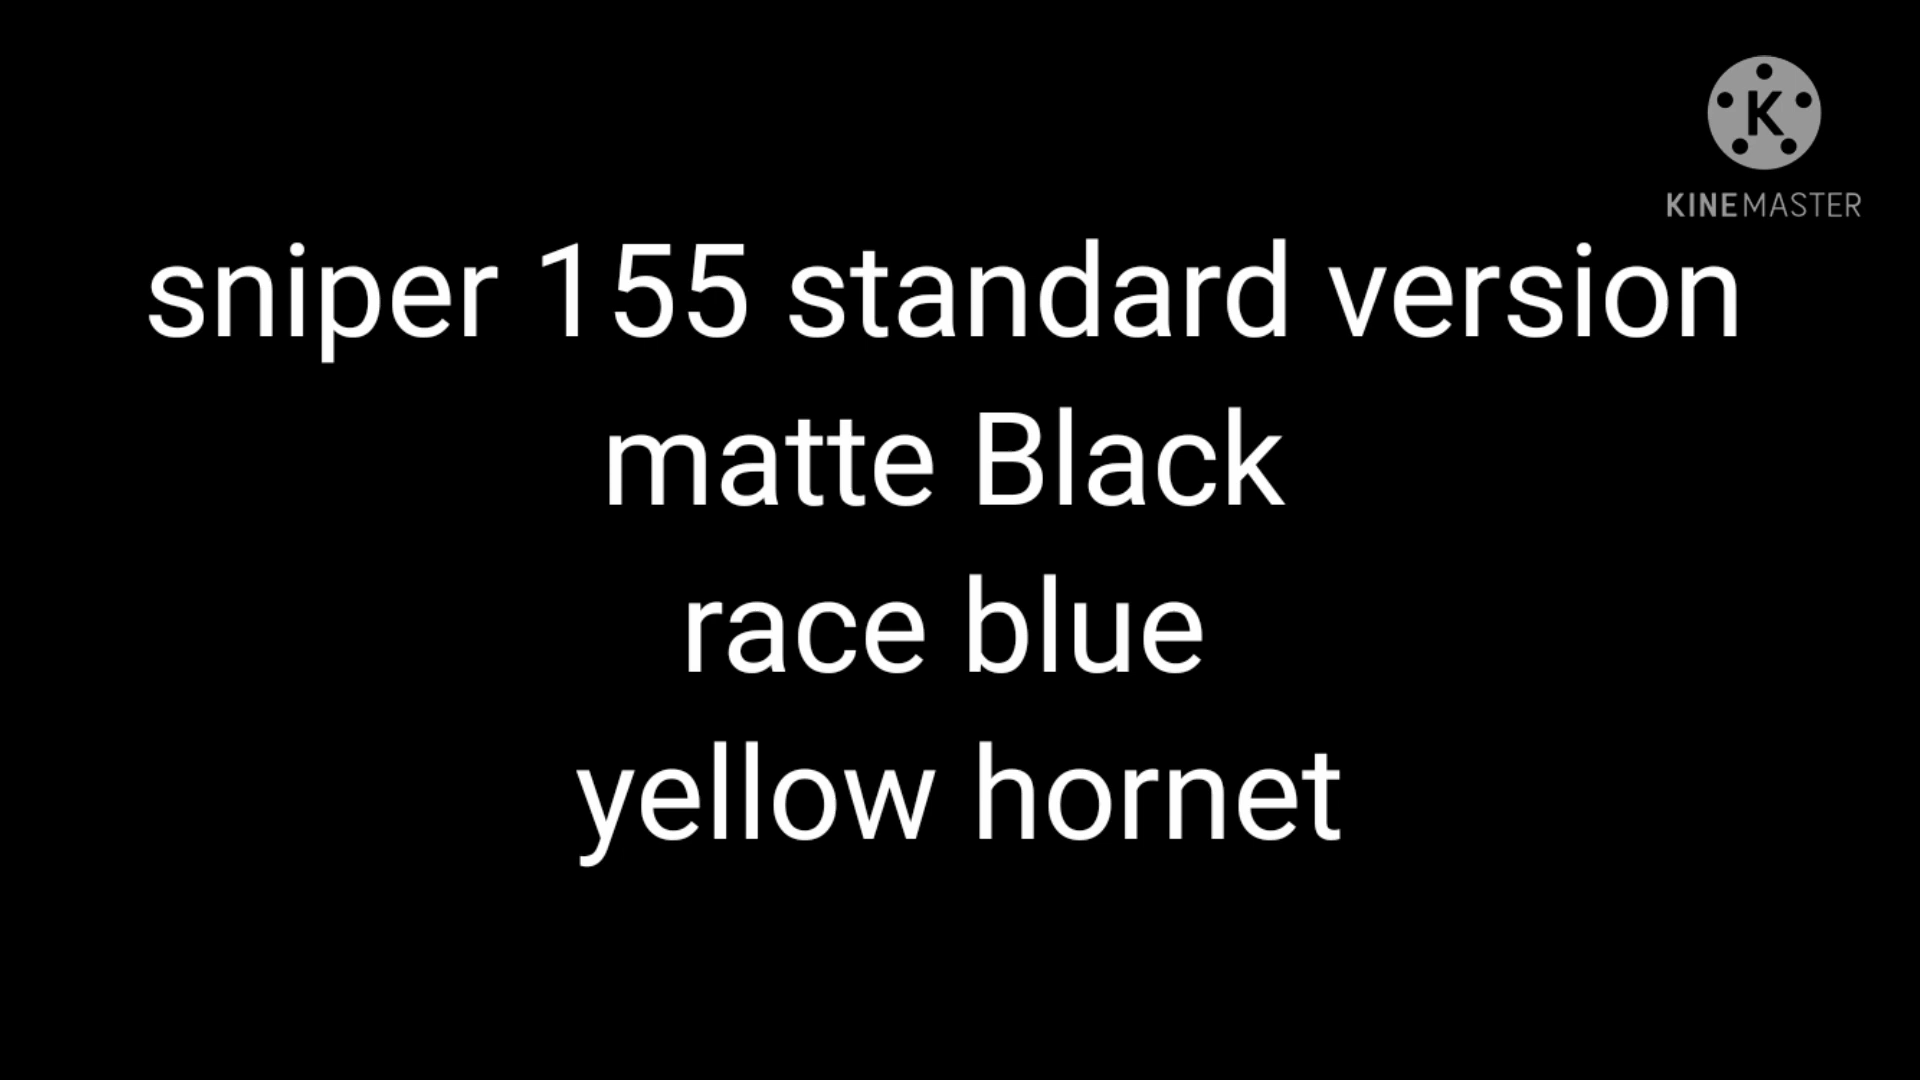 K
KINEMASTER
sniper 155 standard version
matte Black
race blue
yellow hornet